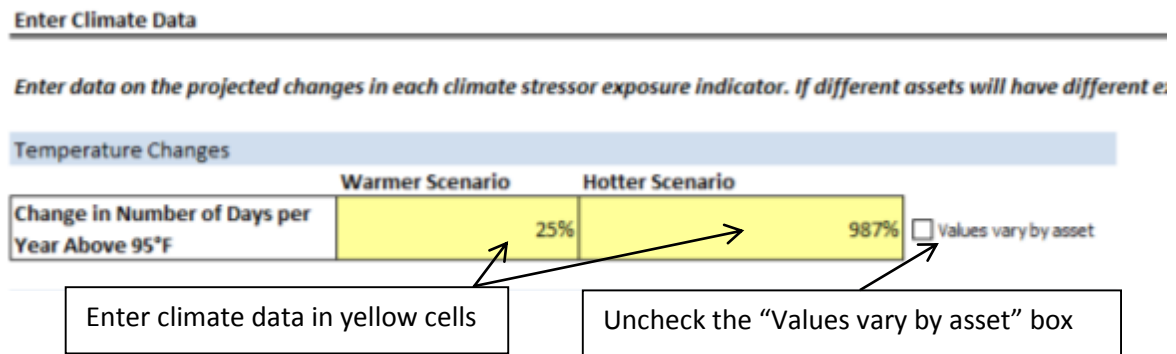 Enter Climate Data
Enter data on the projected changes in each climate stressor exposure indicator. If different assets will have different
Temperature Changes
Warmer Scenario Hotter Scenario
Change in Number of Days per
Year Above 95°F
25% 987% Values vary by asset
Enter climate data in yellow cells
Uncheck the “Values vary by asset” box